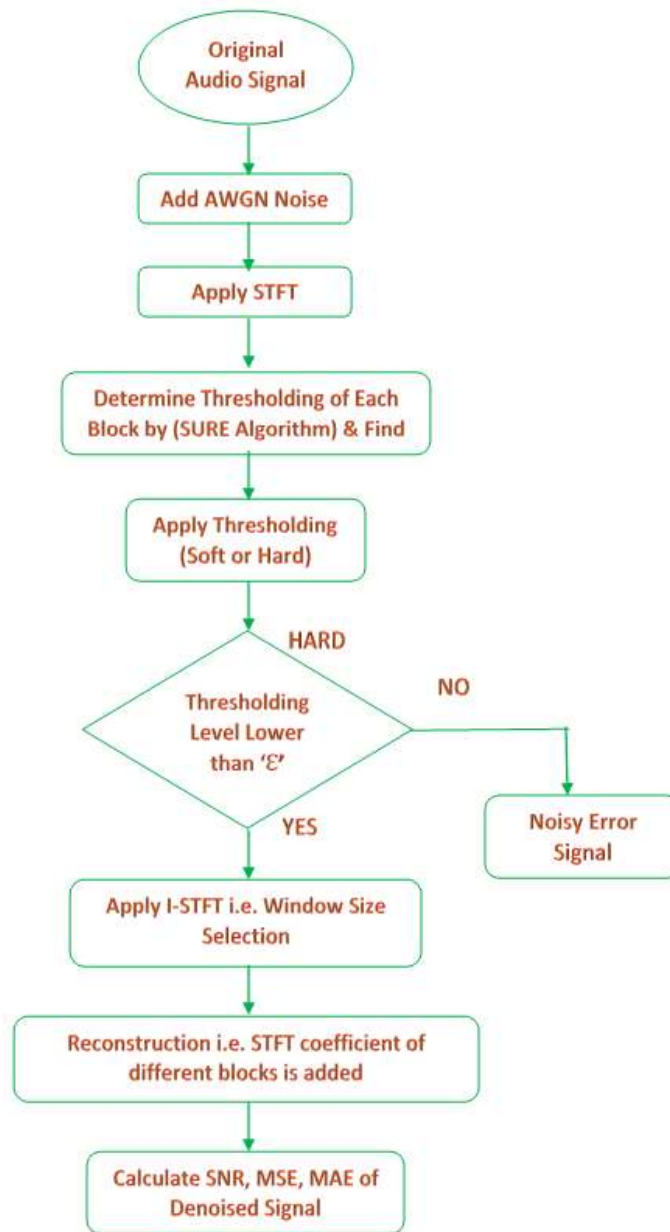 Original
Audio Signal
Add AWGN Noise
Apply STFT
Determine Thresholding of Each
Block by (SURE Algorithm) & Find
Apply Thresholding
(Soft or Hard)
HARD
NO
Thresholding
Level Lower
than ‘Ɛ’
YES
Noisy Error
Signal
Apply I-STFT i.e. Window Size
Selection
Reconstruction i.e. STFT coefficient of
different blocks is added
Calculate SNR, MSE, MAE of
Denoised Signal